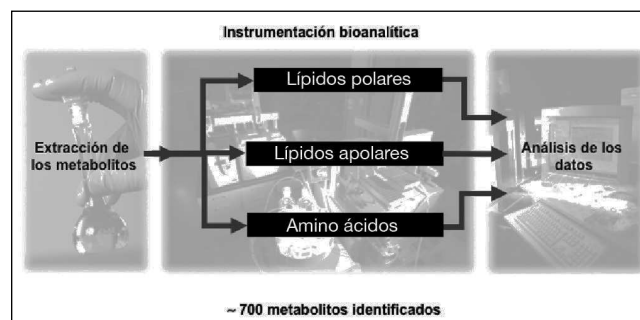 Instrumentación bioanalítica
Lípidos polares
Extracción de
los metabolitos
Lípidos apolares
Análisis de los
datos
Amino ácidos
~ 700 metabolitos identificados